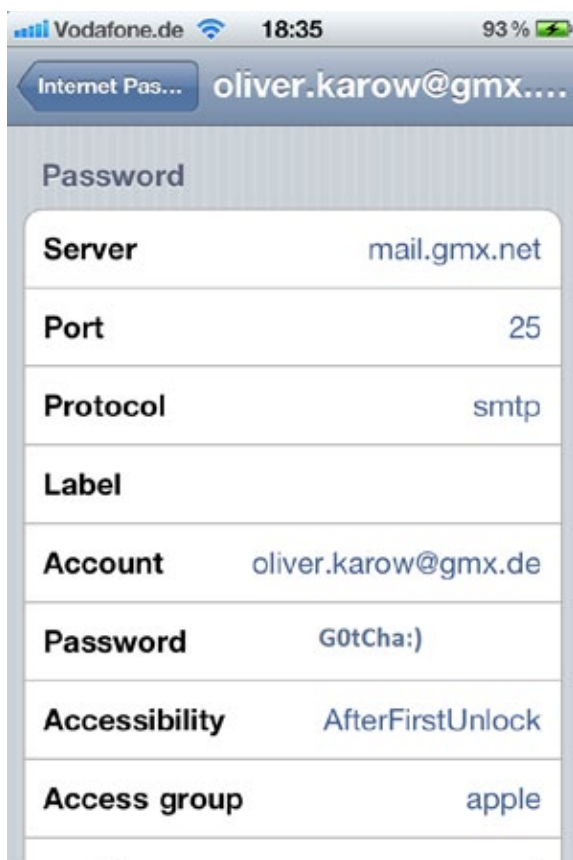 Vodafone.de 18:35 93 %
Internet Pas... oliver.karow@gmx....
Password
Server mail.gmx.net
Port 25
Protocol smtp
Label
Account oliver.karow@gmx.de
Password G0tCha:)
Accessibility AfterFirstUnlock
Access group apple